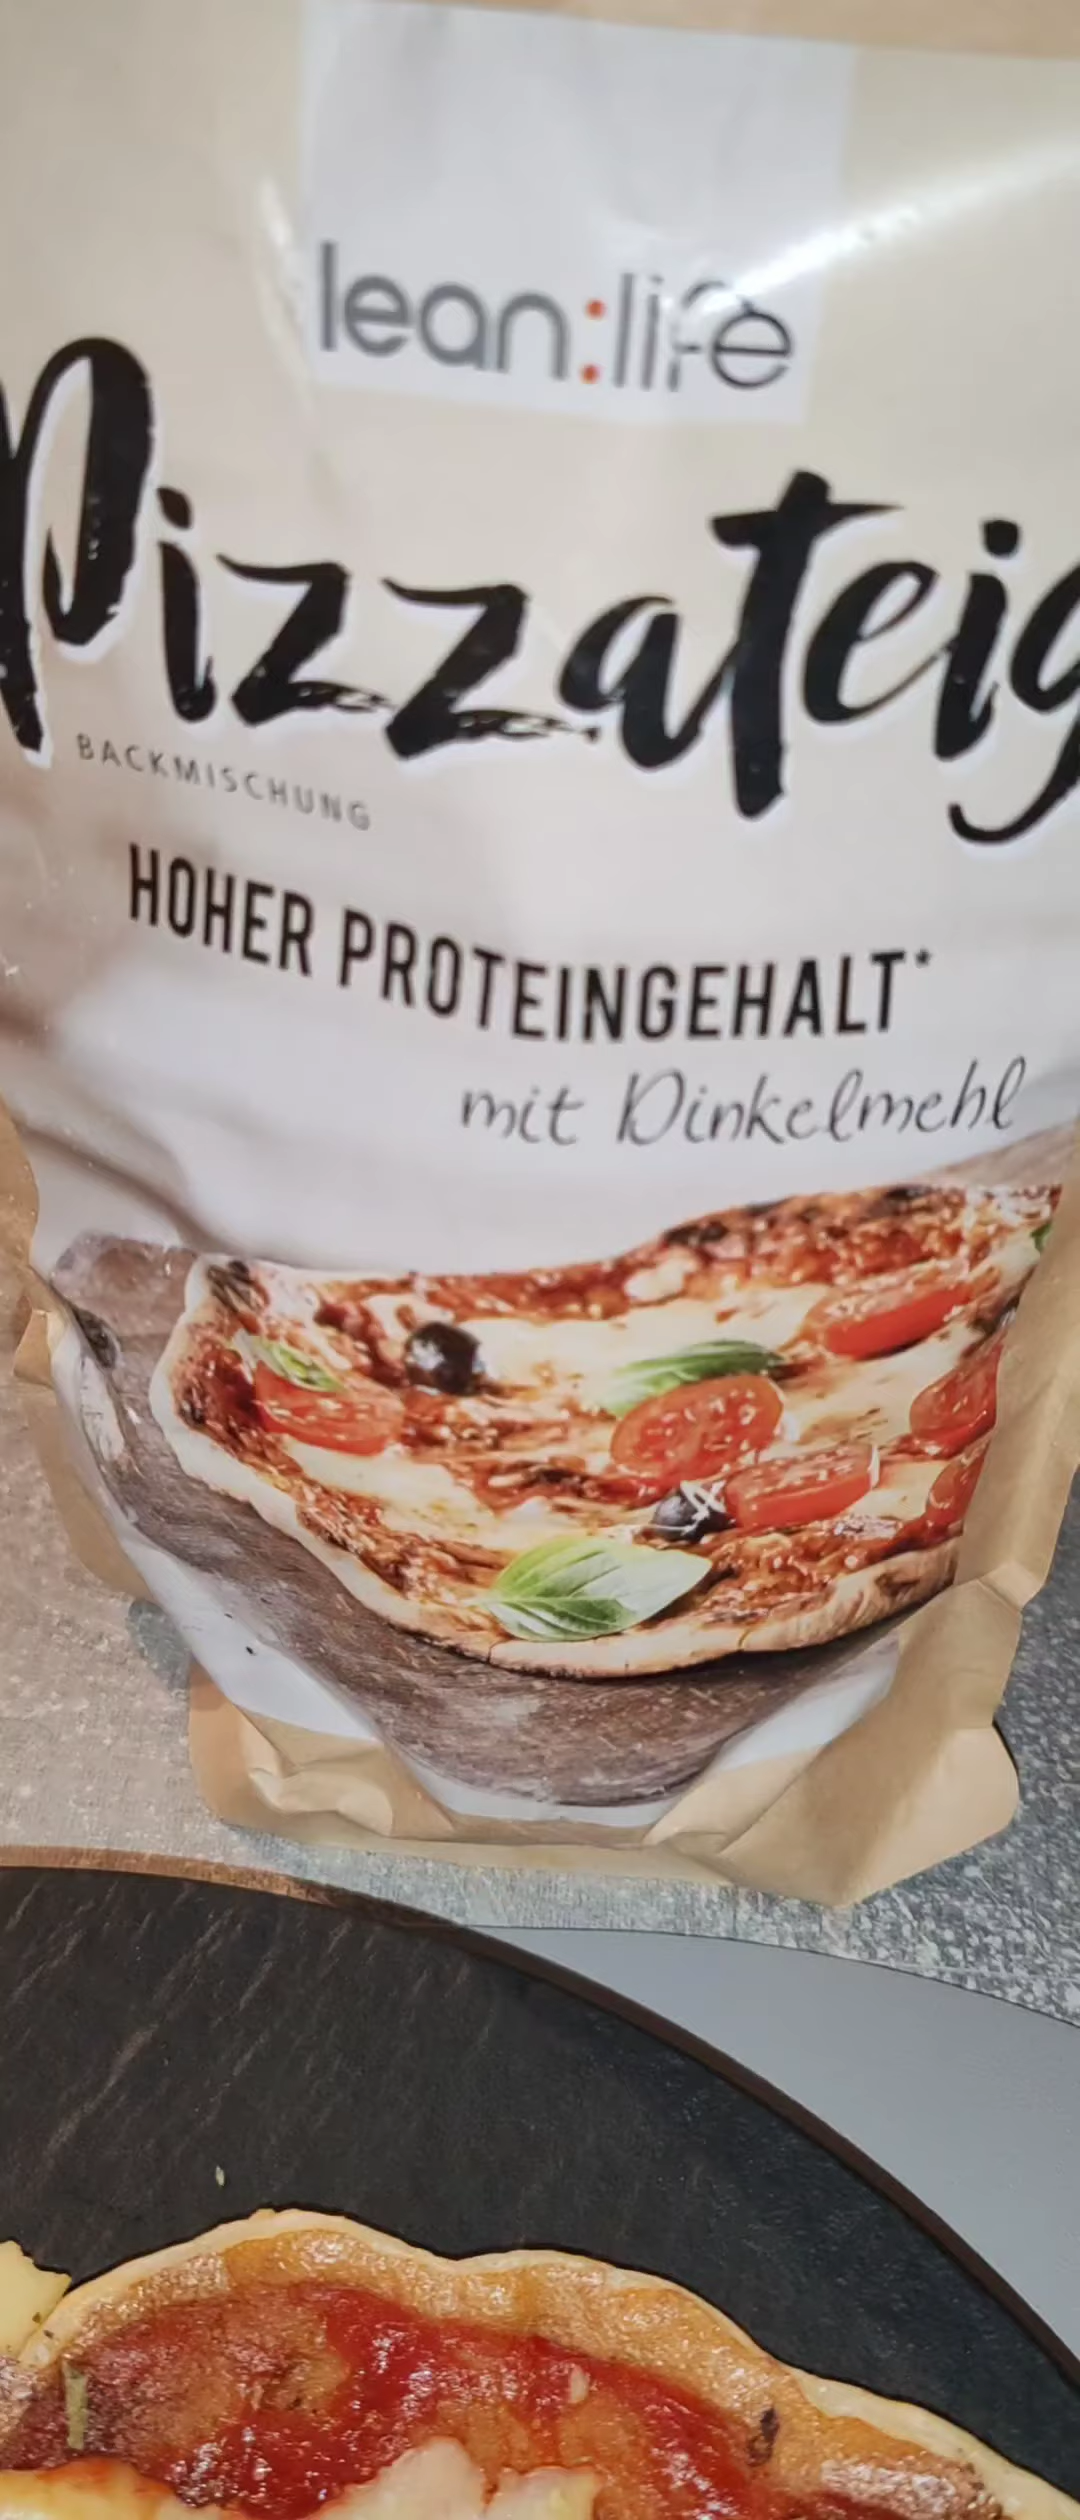 lean:life
Pizzateig
BACKMISCHUNG
HOHER PROTEINGEHALT*
mit Dinkelmehl